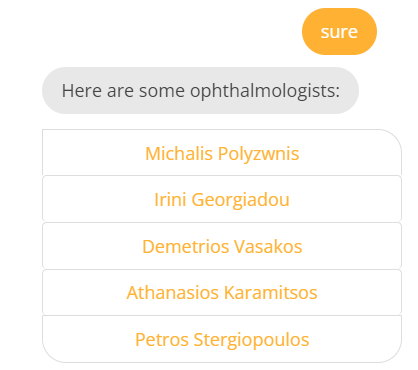 sure
Here are some ophthalmologists:
Michalis Polyzwnis
Irini Georgiadou
Demetrios Vasakos
Athanasios Karamitsos
Petros Stergiopoulos